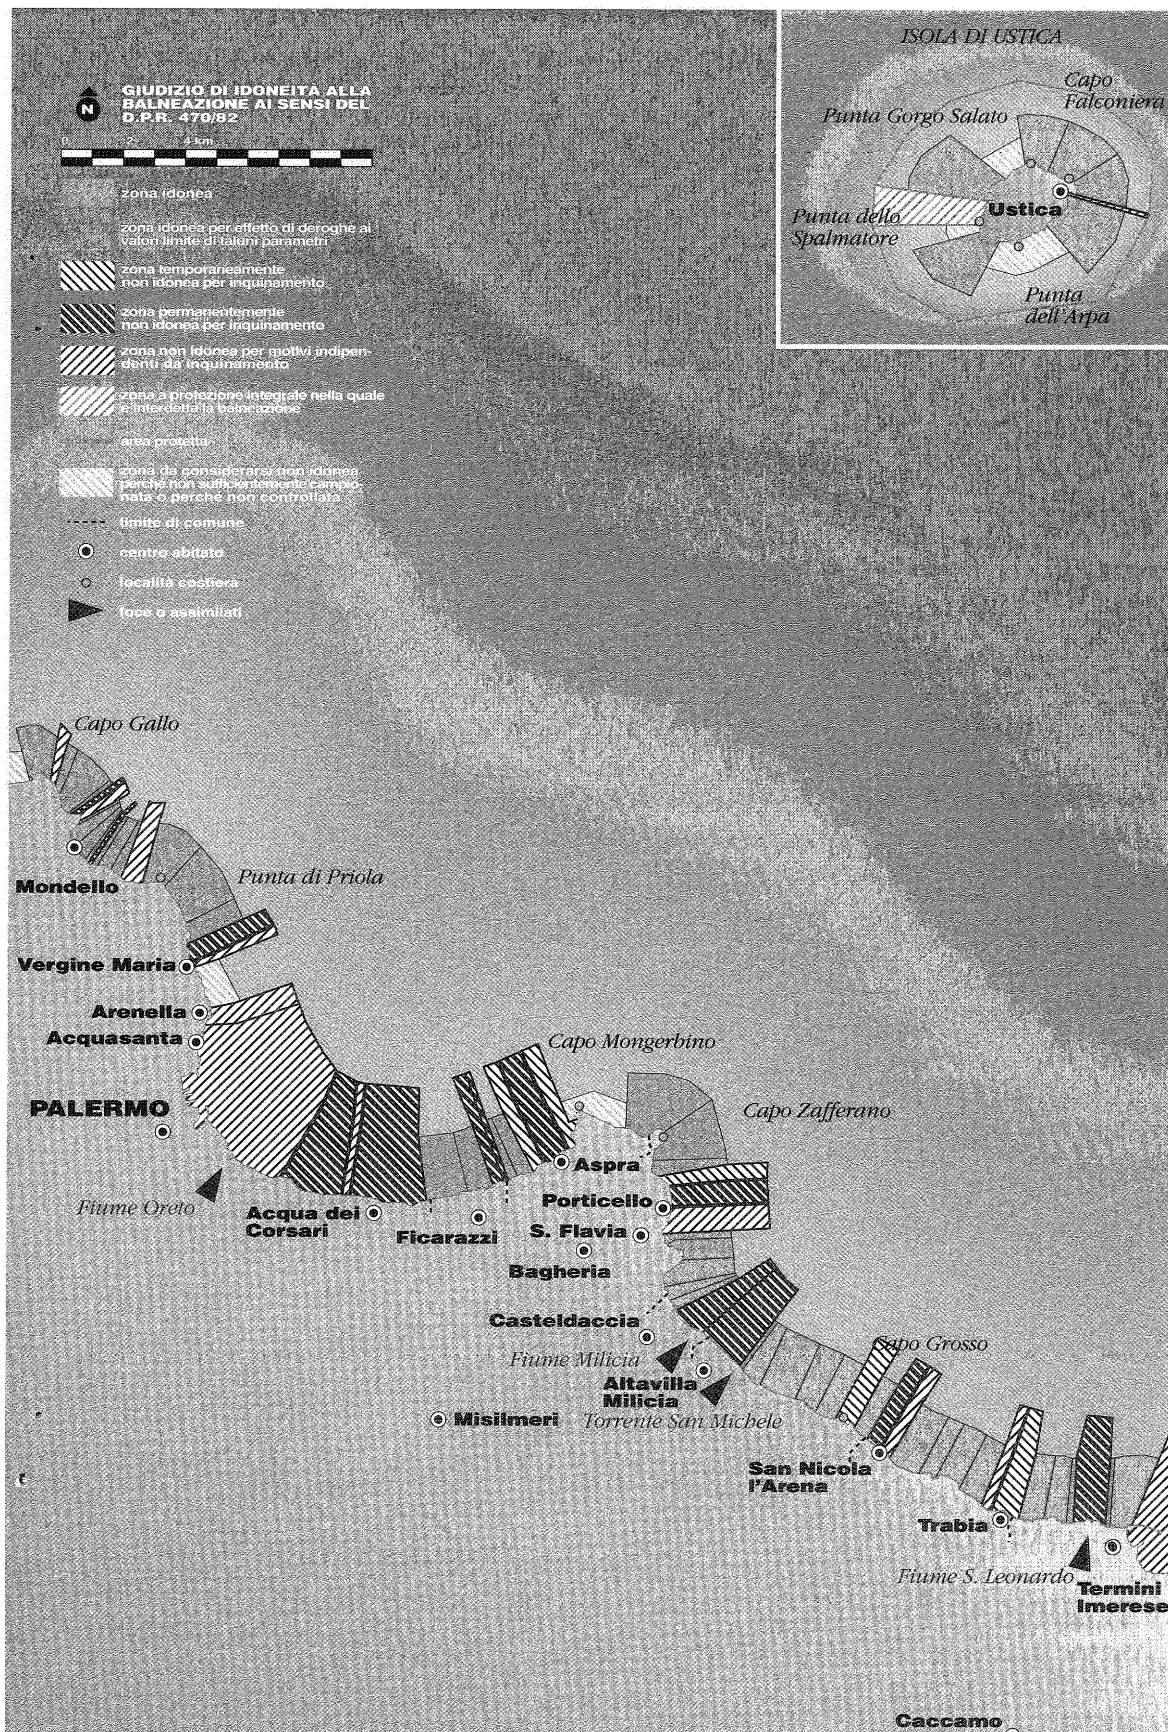 N
GIUDIZIO DI IDONEITÀ ALLA
BALNEAZIONE AI SENSI DEL
D.P.R. 470/82
0 2 4 km
zona idonea
zona idonea per effetto di deroghe ai
valori limite di taluni parametri
zona temporaneamente
non idonea per inquinamento
zona permanentemente
non idonea per inquinamento
zona non idonea per motivi indipen-
denti da inquinamento
zona a protezione integrale nella quale
è interdetta la balneazione
area protetta
zona da considerarsi non idonea
perché non sufficientemente campio-
nata o perché non controllata
limite di comune
centro abitato
località costiera
foce o assimilati
ISOLA DI USTICA
Capo
Falconiera
Punta Gorgo Salato
Ustica
Punta dello
Spalmatore
Punta
dell'Arpa
Capo Gallo
Mondello
Punta di Priola
Vergine Maria
Arenella
Acquasanta
Capo Mongerbino
PALERMO
Capo Zafferano
Aspra
Fiume Oreto
Acqua dei
Corsari
Porticello
Ficarazzi
S. Flavia
Bagheria
Casteldaccia
Fiume Milicia
Capo Grosso
Altavilla
Milicia
Misilmeri
Torrente San Michele
San Nicola
l'Arena
Trabia
Fiume S. Leonardo
Termini
Imerese
Caccamo